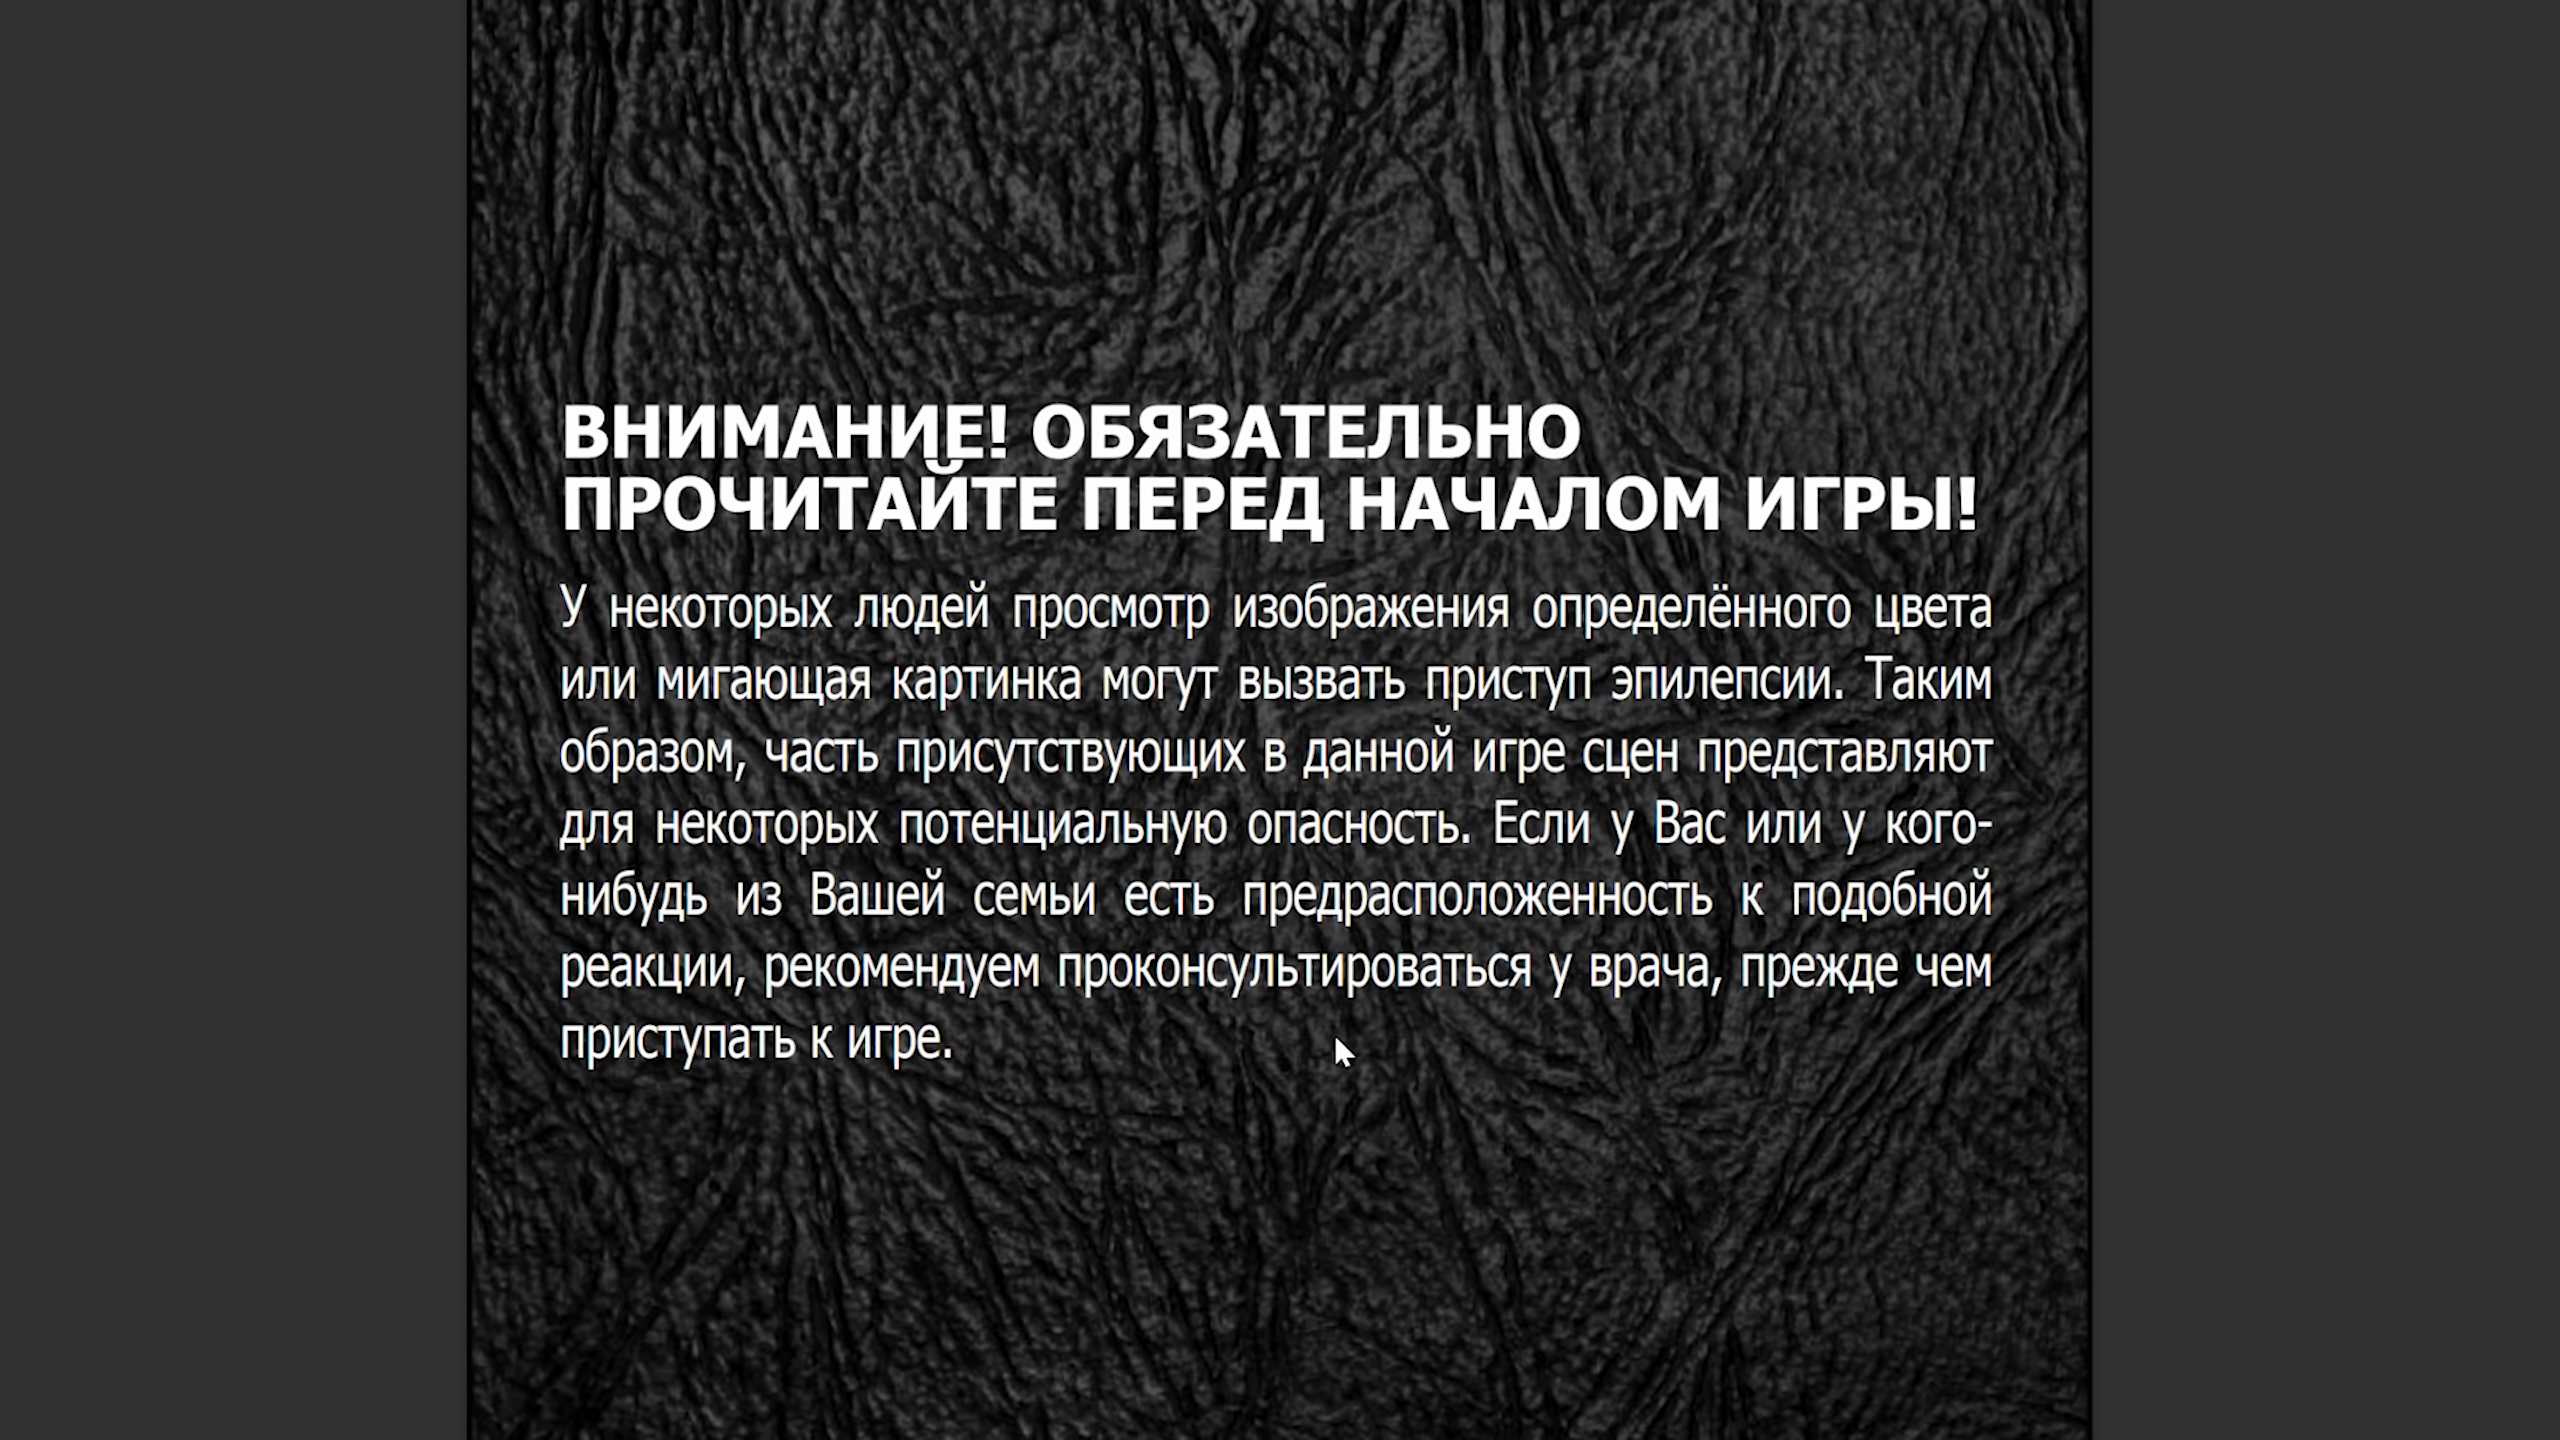 ВНИМАНИЕ! ОБЯЗАТЕЛЬНО
ПРОЧИТАЙТЕ ПЕРЕД НАЧАЛОМ ИГРЫ!
У некоторых людей просмотр изображения определённого цвета
или мигающая картинка могут вызвать приступ эпилепсии. Таким
образом, часть присутствующих в данной игре сцен представляют
для некоторых потенциальную опасность. Если у Вас или у кого-
нибудь из Вашей семьи есть предрасположенность к подобной
реакции, рекомендуем проконсультироваться у врача, прежде чем
приступать к игре.